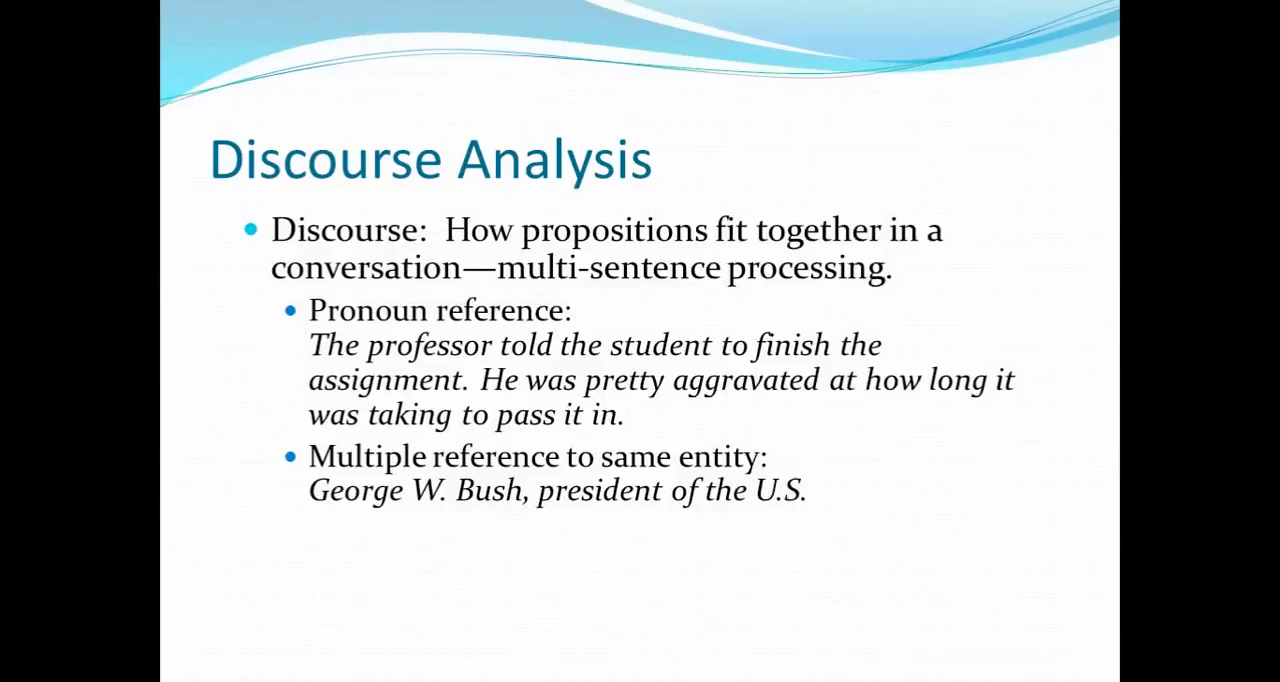 Discourse Analysis
Discourse: How propositions fit together in a
conversation—multi-sentence processing.
Pronoun reference:
The professor told the student to finish the
assignment. He was pretty aggravated at how long it
was taking to pass it in.
Multiple reference to same entity:
George W. Bush, president of the U.S.